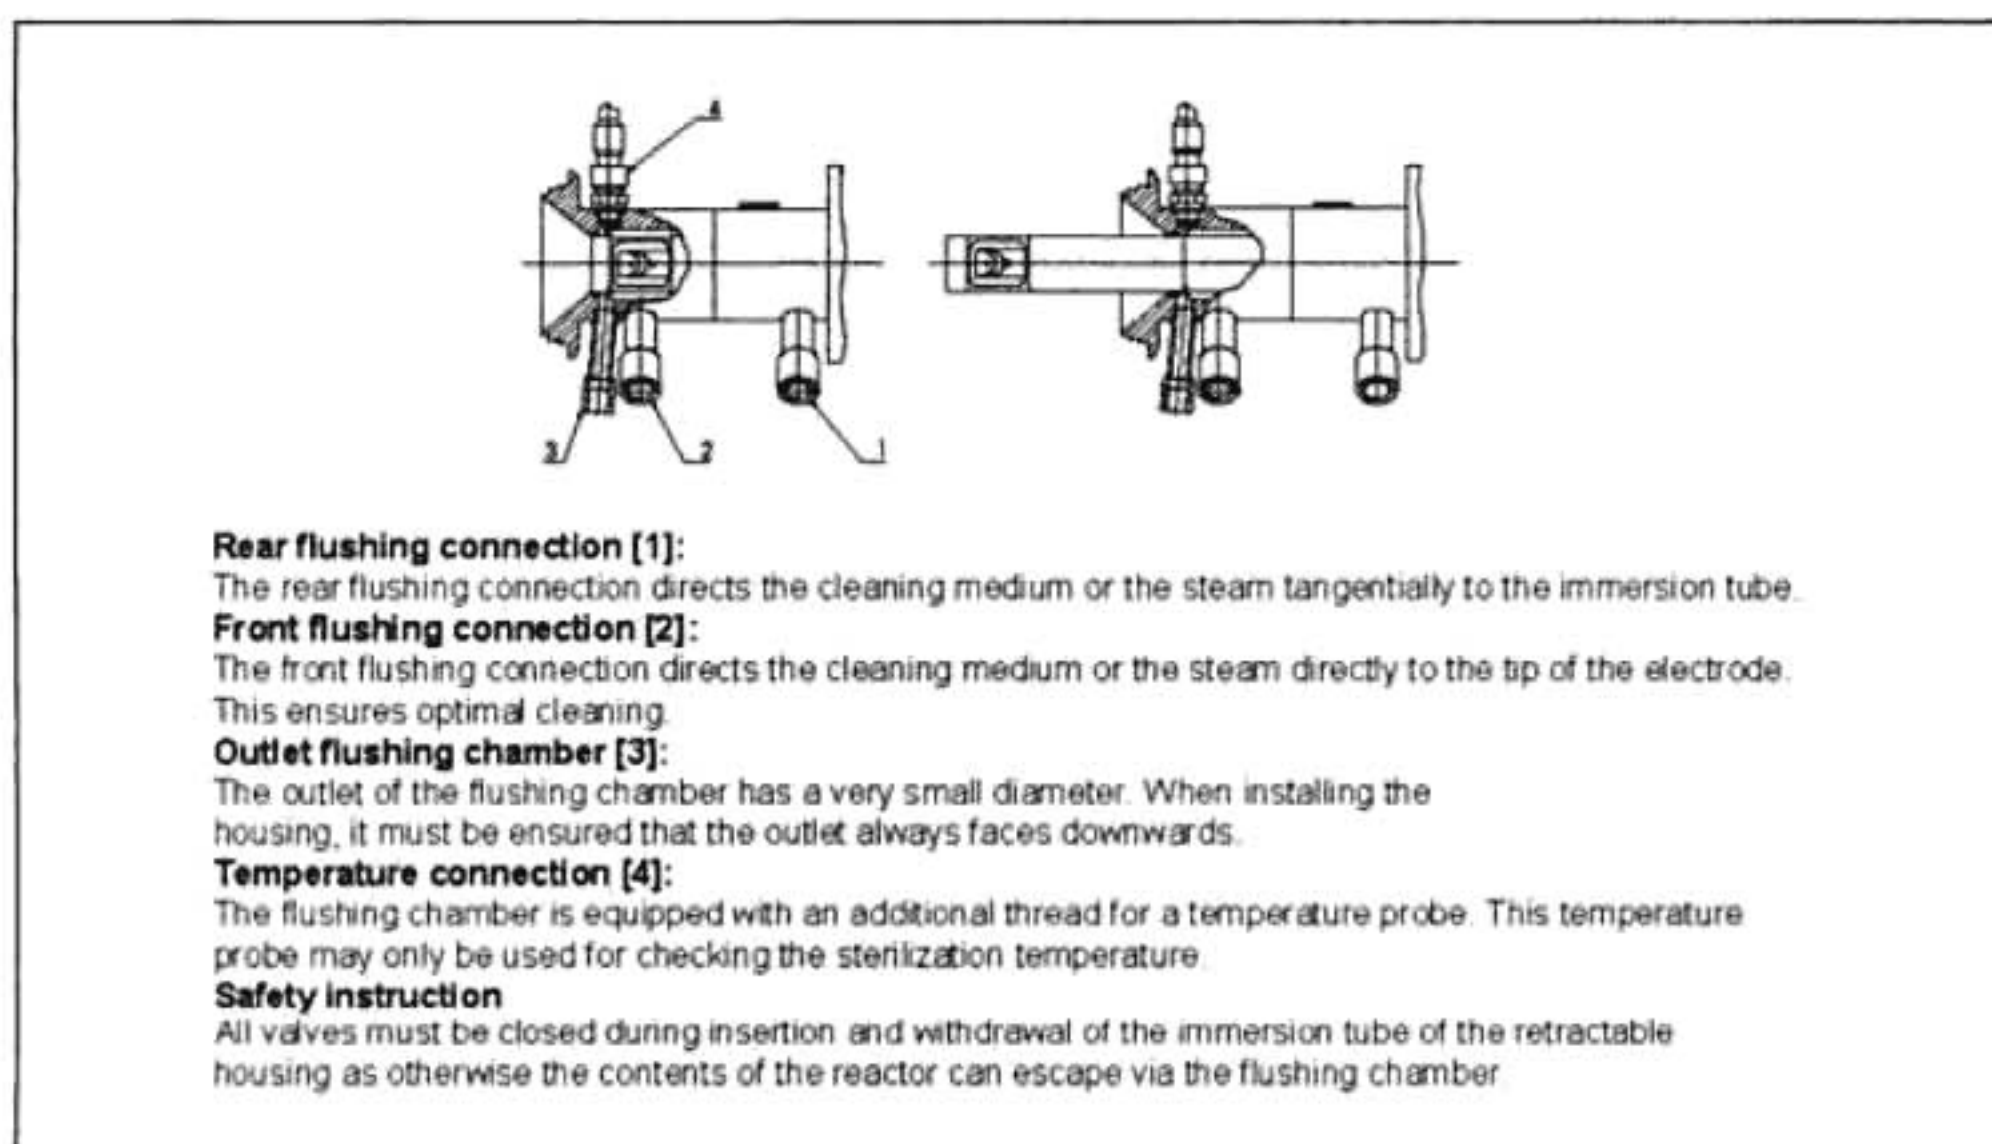 4
3
2
1
Rear flushing connection [1]:
The rear flushing connection directs the cleaning medium or the steam tangentially to the immersion tube.
Front flushing connection [2]:
The front flushing connection directs the cleaning medium or the steam directly to the tip of the electrode.
This ensures optimal cleaning.
Outlet flushing chamber [3]:
The outlet of the flushing chamber has a very small diameter. When installing the
housing, it must be ensured that the outlet always faces downwards.
Temperature connection [4]:
The flushing chamber is equipped with an additional thread for a temperature probe. This temperature
probe may only be used for checking the sterilization temperature.
Safety instruction
All valves must be closed during insertion and withdrawal of the immersion tube of the retractable
housing as otherwise the contents of the reactor can escape via the flushing chamber.